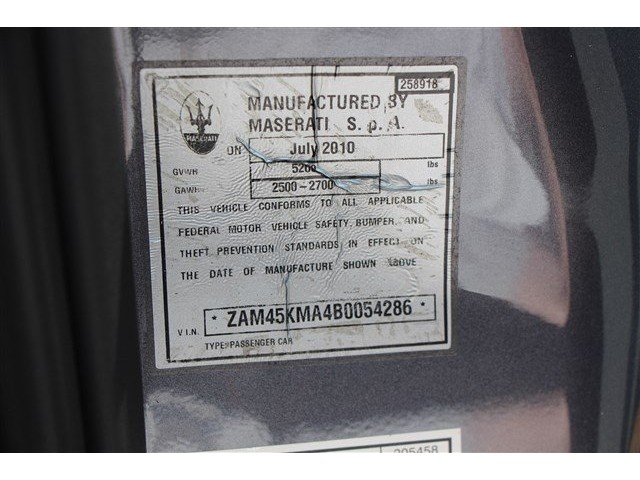 258918
MASERATI
MANUFACTURED BY
MASERATI S. p. A.
ON July 2010
GVWR 5200 lbs
GAWR 2500-2700 lbs
THIS VEHICLE CONFORMS TO ALL APPLICABLE
FEDERAL MOTOR VEHICLE SAFETY, BUMPER, AND
THEFT PREVENTION STANDARDS IN EFFECT ON
THE DATE OF MANUFACTURE SHOWN ABOVE
V.I.N. * ZAM45KMA4B0054286 *
TYPE: PASSENGER CAR
205458